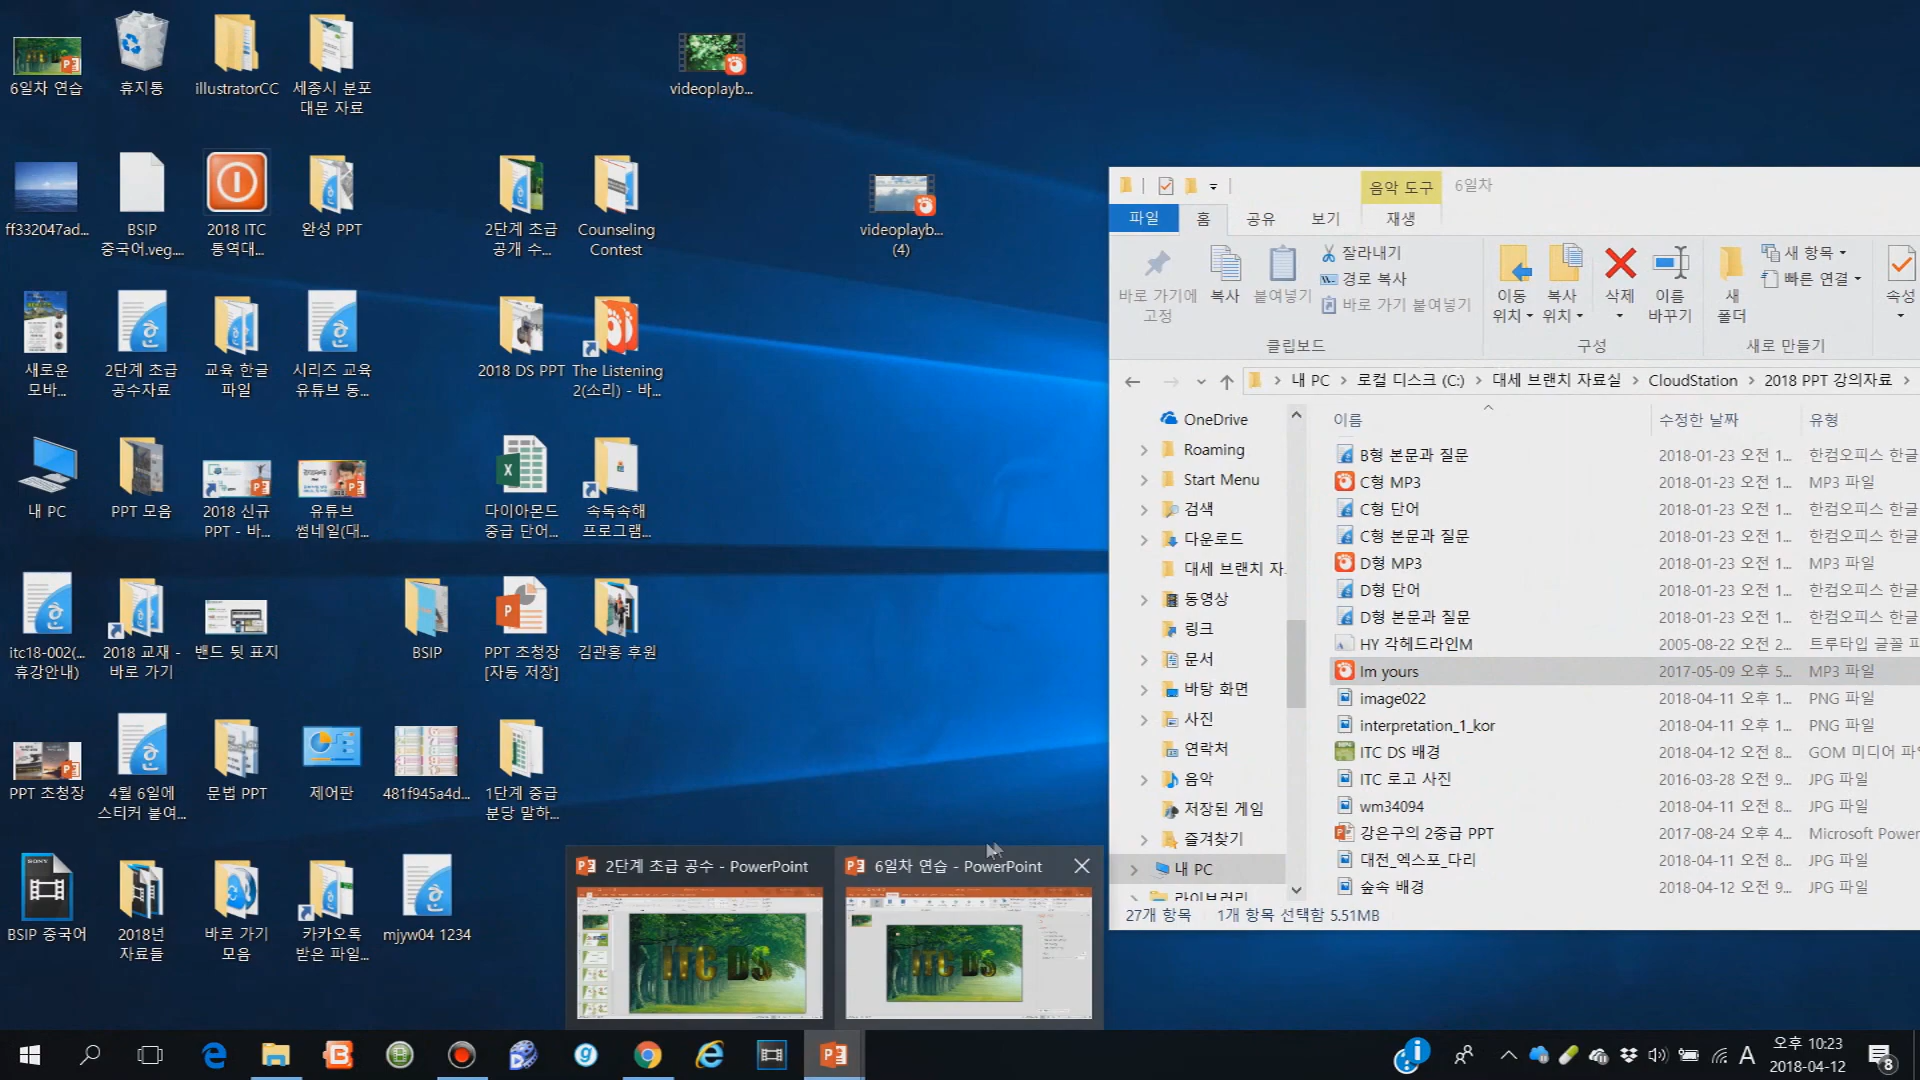 6일차 연습
휴지통
illustratorCC
세종시 분포
대문 자료
videoplayb...
ff332047ad...
BSIP
중국어.veg....
2018 ITC
통역대...
완성 PPT
2단계 초급
공개 수...
Counseling
Contest
videoplayb...
(4)
새로운
모바...
2단계 초급
공수자료
교육 한글
파일
시리즈 교육
유튜브 동...
2018 DS PPT
The Listening
2(소리) - 바...
내 PC
PPT 모음
2018 신규
PPT - 바...
유튜브
썸네일(대...
다이아몬드
중급 단어...
속독속해
프로그램...
itc18-002(...
휴강안내)
2018 교재 -
바로 가기
밴드 뒷 표지
BSIP
PPT 초청장
[자동 저장]
김관홍 후원
PPT 초청장
4월 6일에
스티커 붙여...
문법 PPT
제어판
481f945a4d...
1단계 중급
분당 말하...
SONY
BSIP 중국어
2018년
자료들
바로 가기
모음
카카오톡
받은 파일...
mjyw04 1234
음악 도구
6일차
파일
홈
공유
보기
재생
바로 가기에
고정
복사
붙여넣기
잘라내기
경로 복사
바로 가기 붙여넣기
클립보드
이동
위치
복사
위치
삭제
이름
바꾸기
구성
새
폴더
새 항목
빠른 연결
새로 만들기
속성
내 PC > 로컬 디스크 (C:) > 대세 브랜치 자료실 > CloudStation > 2018 PPT 강의자료 >
OneDrive
Roaming
Start Menu
검색
다운로드
대세 브랜치 자.
동영상
링크
문서
바탕 화면
사진
연락처
음악
저장된 게임
즐겨찾기
내 PC
라이브러리
이름 수정한 날짜 유형
B형 본문과 질문 2018-01-23 오전 1... 한컴오피스 한글
C형 MP3 2018-01-23 오전 1... MP3 파일
C형 단어 2018-01-23 오전 1... 한컴오피스 한글
C형 본문과 질문 2018-01-23 오전 1... 한컴오피스 한글
D형 MP3 2018-01-23 오전 1... MP3 파일
D형 단어 2018-01-23 오전 1... 한컴오피스 한글
D형 본문과 질문 2018-01-23 오전 1... 한컴오피스 한글
HY 각헤드라인M 2005-08-22 오전 2... 트루타입 글꼴 파
Im yours 2017-05-09 오후 5... MP3 파일
image022 2018-04-11 오후 1... PNG 파일
interpretation_1_kor 2018-04-11 오후 1... PNG 파일
ITC DS 배경 2018-04-12 오전 8... GOM 미디어 파
ITC 로고 사진 2016-03-28 오전 9... JPG 파일
wm34094 2018-04-11 오전 8... JPG 파일
강은구의 2중급 PPT 2017-08-24 오후 4... Microsoft Power
대전_엑스포_다리 2018-04-11 오후 1... JPG 파일
숲속 배경 2018-04-12 오전 9... JPG 파일
27개 항목 1개 항목 선택함 5.51MB
2단계 초급 공수 - PowerPoint
6일차 연습 - PowerPoint
ITC DS
ITC DS
A
오후 10:23
2018-04-12
8